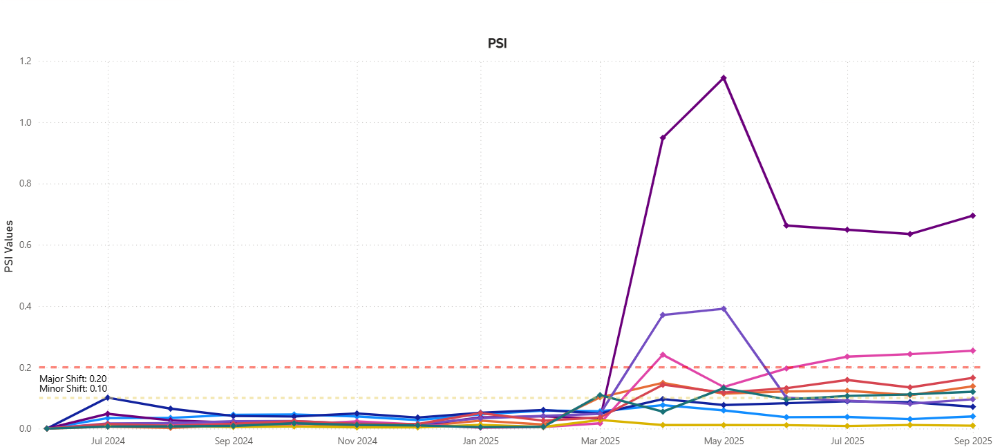 PSI
1.2
1.0
0.8
0.6
0.4
0.2
0.0
PSI Values
Major Shift: 0.20
Minor Shift: 0.10
Jul 2024 Sep 2024 Nov 2024 Jan 2025 Mar 2025 May 2025 Jul 2025 Sep 2025